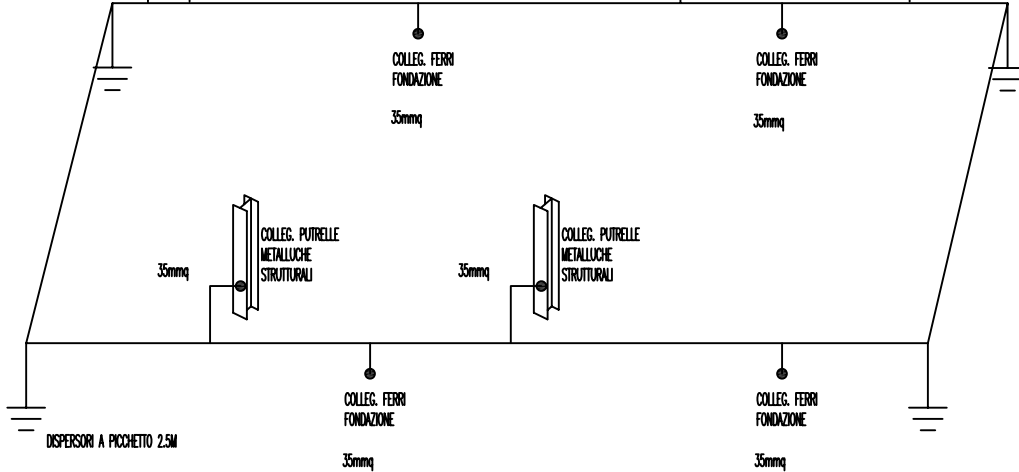 COLLEG. FERRI
FONDAZIONE
35mmq
COLLEG. FERRI
FONDAZIONE
35mmq
COLLEG. PUTRELLE
METALLUCHE
STRUTTURALI
35mmq
COLLEG. PUTRELLE
METALLUCHE
STRUTTURALI
35mmq
COLLEG. FERRI
FONDAZIONE
35mmq
COLLEG. FERRI
FONDAZIONE
35mmq
DISPERSORI A PICCHETTO 2.5M